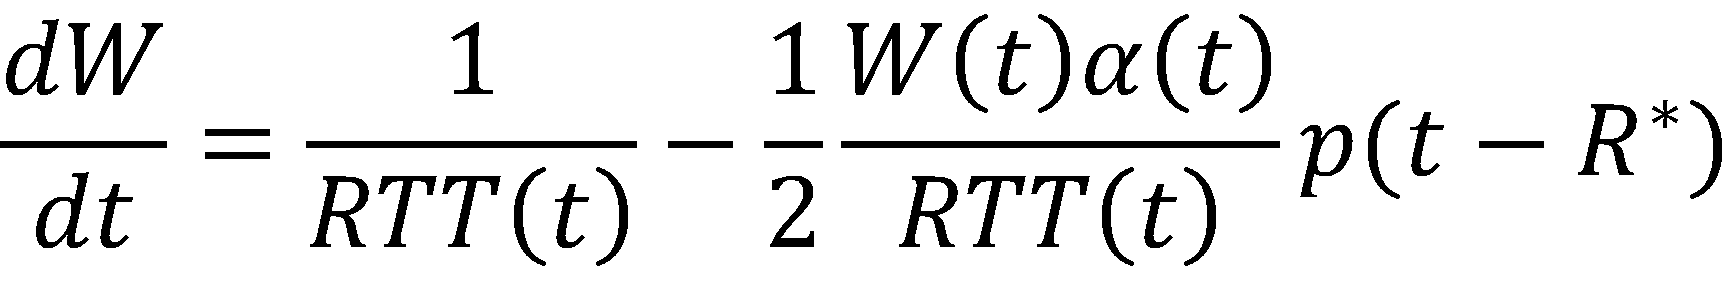 dW/dt = 1/RTT(t) − 1/2 W(t)α(t)/RTT(t) p(t − R*)